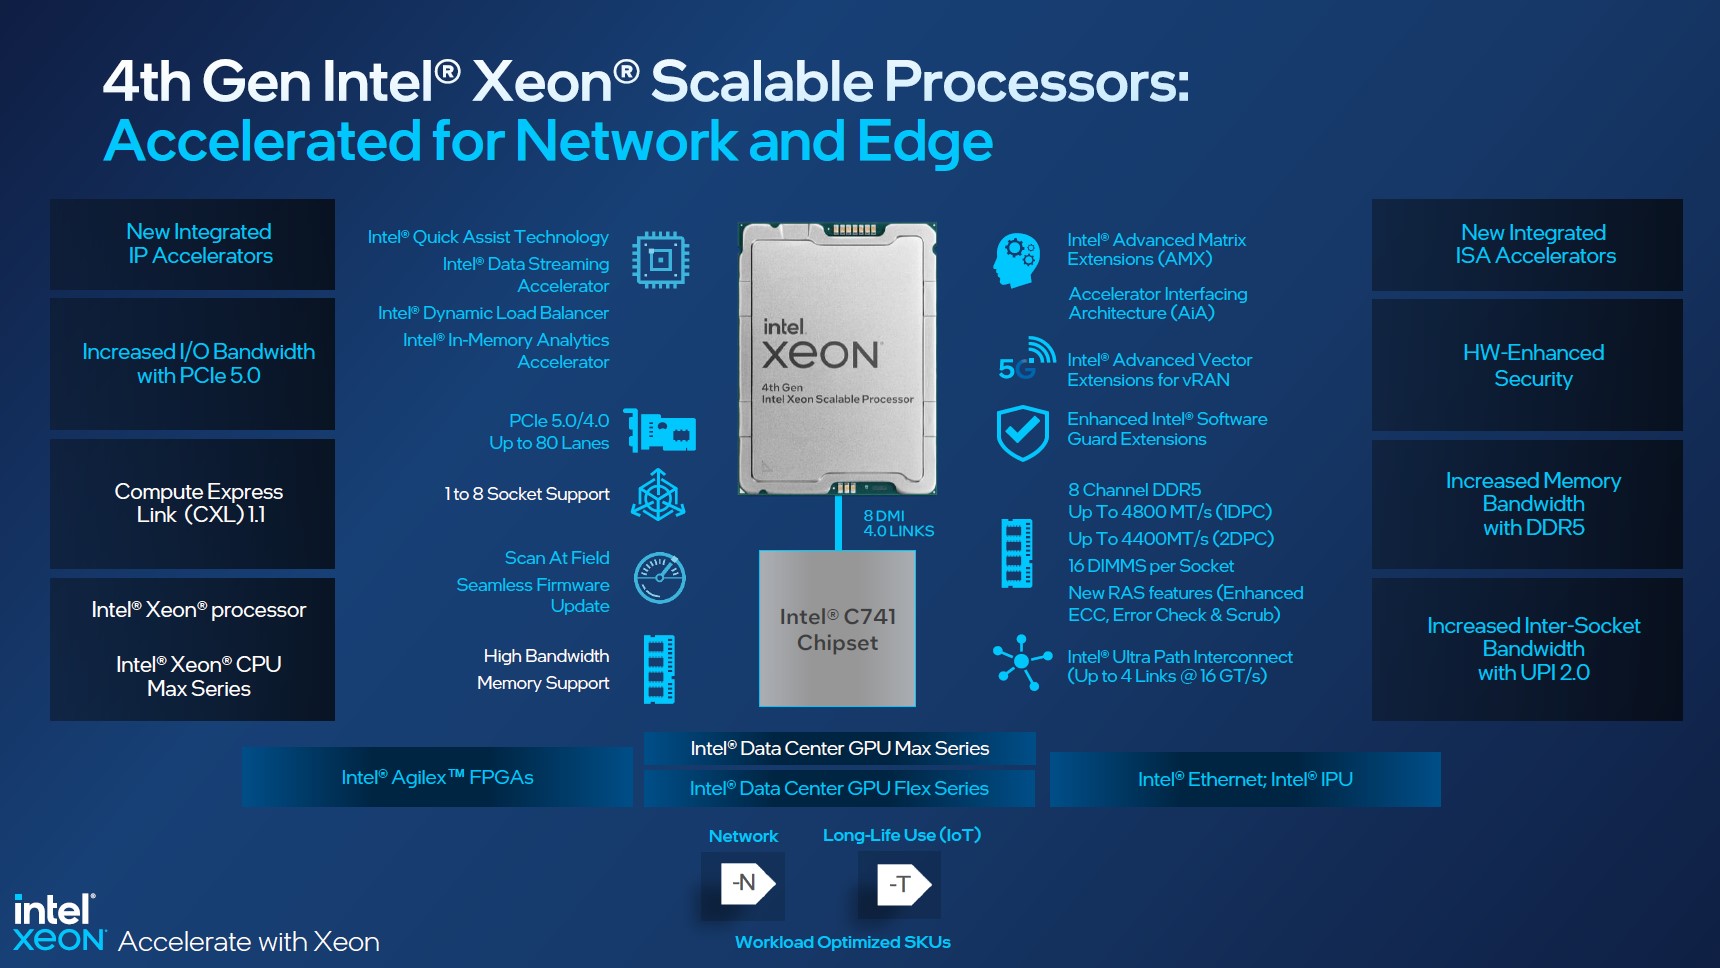 4th Gen Intel® Xeon® Scalable Processors:
Accelerated for Network and Edge
New Integrated
IP Accelerators
Increased I/O Bandwidth
with PCIe 5.0
Compute Express
Link (CXL) 1.1
Intel® Xeon® processor
Intel® Xeon® CPU
Max Series
Intel® Quick Assist Technology
Intel® Data Streaming
Accelerator
Intel® Dynamic Load Balancer
Intel® In-Memory Analytics
Accelerator
PCIe 5.0/4.0
Up to 80 Lanes
1 to 8 Socket Support
Scan At Field
Seamless Firmware
Update
High Bandwidth
Memory Support
intel
xeon®
4th Gen
Intel Xeon Scalable Processor
8 DMI
4.0 LINKS
Intel® C741
Chipset
Intel® Advanced Matrix
Extensions (AMX)
Accelerator Interfacing
Architecture (AiA)
5G
Intel® Advanced Vector
Extensions for vRAN
Enhanced Intel® Software
Guard Extensions
8 Channel DDR5
Up To 4800 MT/s (1DPC)
Up To 4400MT/s (2DPC)
16 DIMMS per Socket
New RAS features (Enhanced
ECC, Error Check & Scrub)
Intel® Ultra Path Interconnect
(Up to 4 Links @ 16 GT/s)
New Integrated
ISA Accelerators
HW-Enhanced
Security
Increased Memory
Bandwidth
with DDR5
Increased Inter-Socket
Bandwidth
with UPI 2.0
Intel® Agilex™ FPGAs
Intel® Data Center GPU Max Series
Intel® Data Center GPU Flex Series
Intel® Ethernet; Intel® IPU
Network
Long-Life Use (IoT)
-N
-T
Workload Optimized SKUs
intel®
xeon®
Accelerate with Xeon